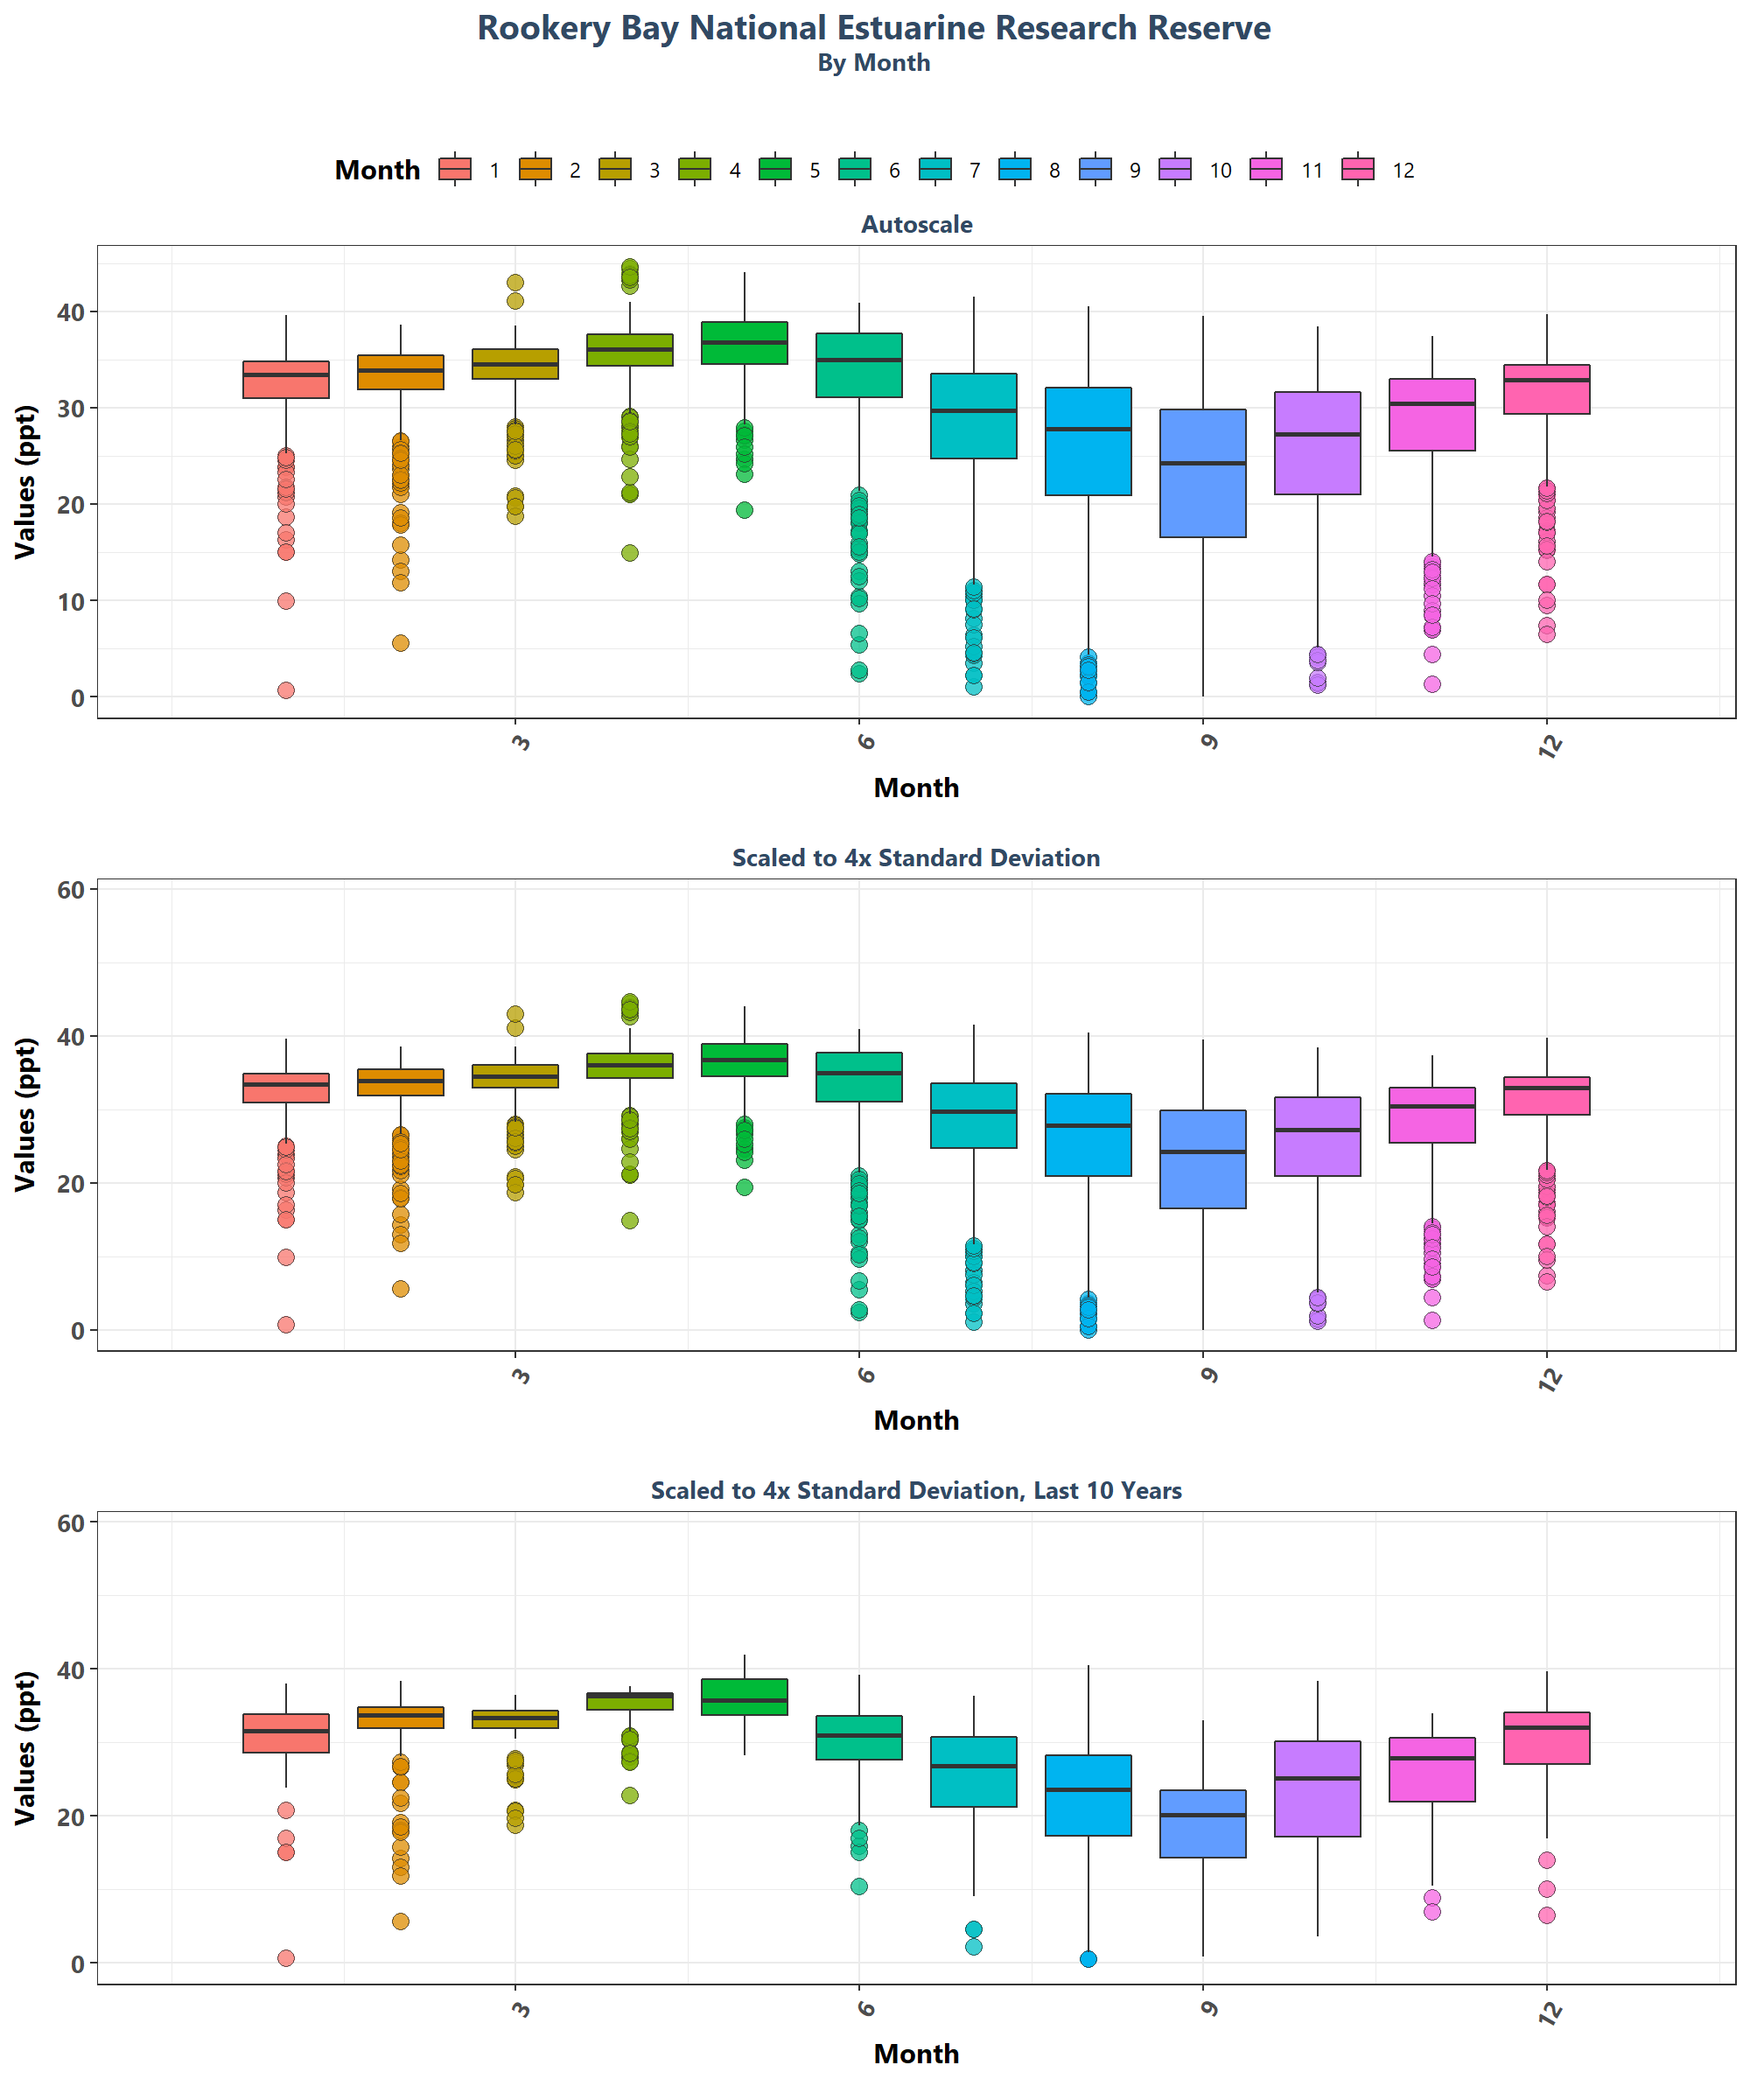 Rookery Bay National Estuarine Research Reserve
By Month
Month 1 2 3 4 5 6 7 8 9 10 11 12
Autoscale
Values (ppt)
40
30
20
10
0
3 6 9 12
Month
Scaled to 4x Standard Deviation
Values (ppt)
60
40
20
0
3 6 9 12
Month
Scaled to 4x Standard Deviation, Last 10 Years
Values (ppt)
60
40
20
0
3 6 9 12
Month